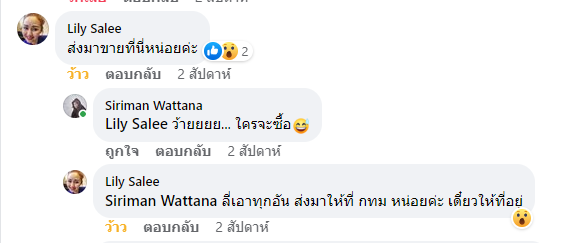 Lily Salee
ส่งมาขายที่นี่หน่อยค่ะ
2
ว้าว ตอบกลับ 2 สัปดาห์
Siriman Wattana
Lily Salee ว้ายยยย... ใครจะซื้อ😅
ถูกใจ ตอบกลับ 2 สัปดาห์
Lily Salee
Siriman Wattana ลี่เอาทุกอัน ส่งมาให้ที่ กทม หน่อยค่ะ เดี๋ยวให้ที่อยู่
ว้าว ตอบกลับ 2 สัปดาห์